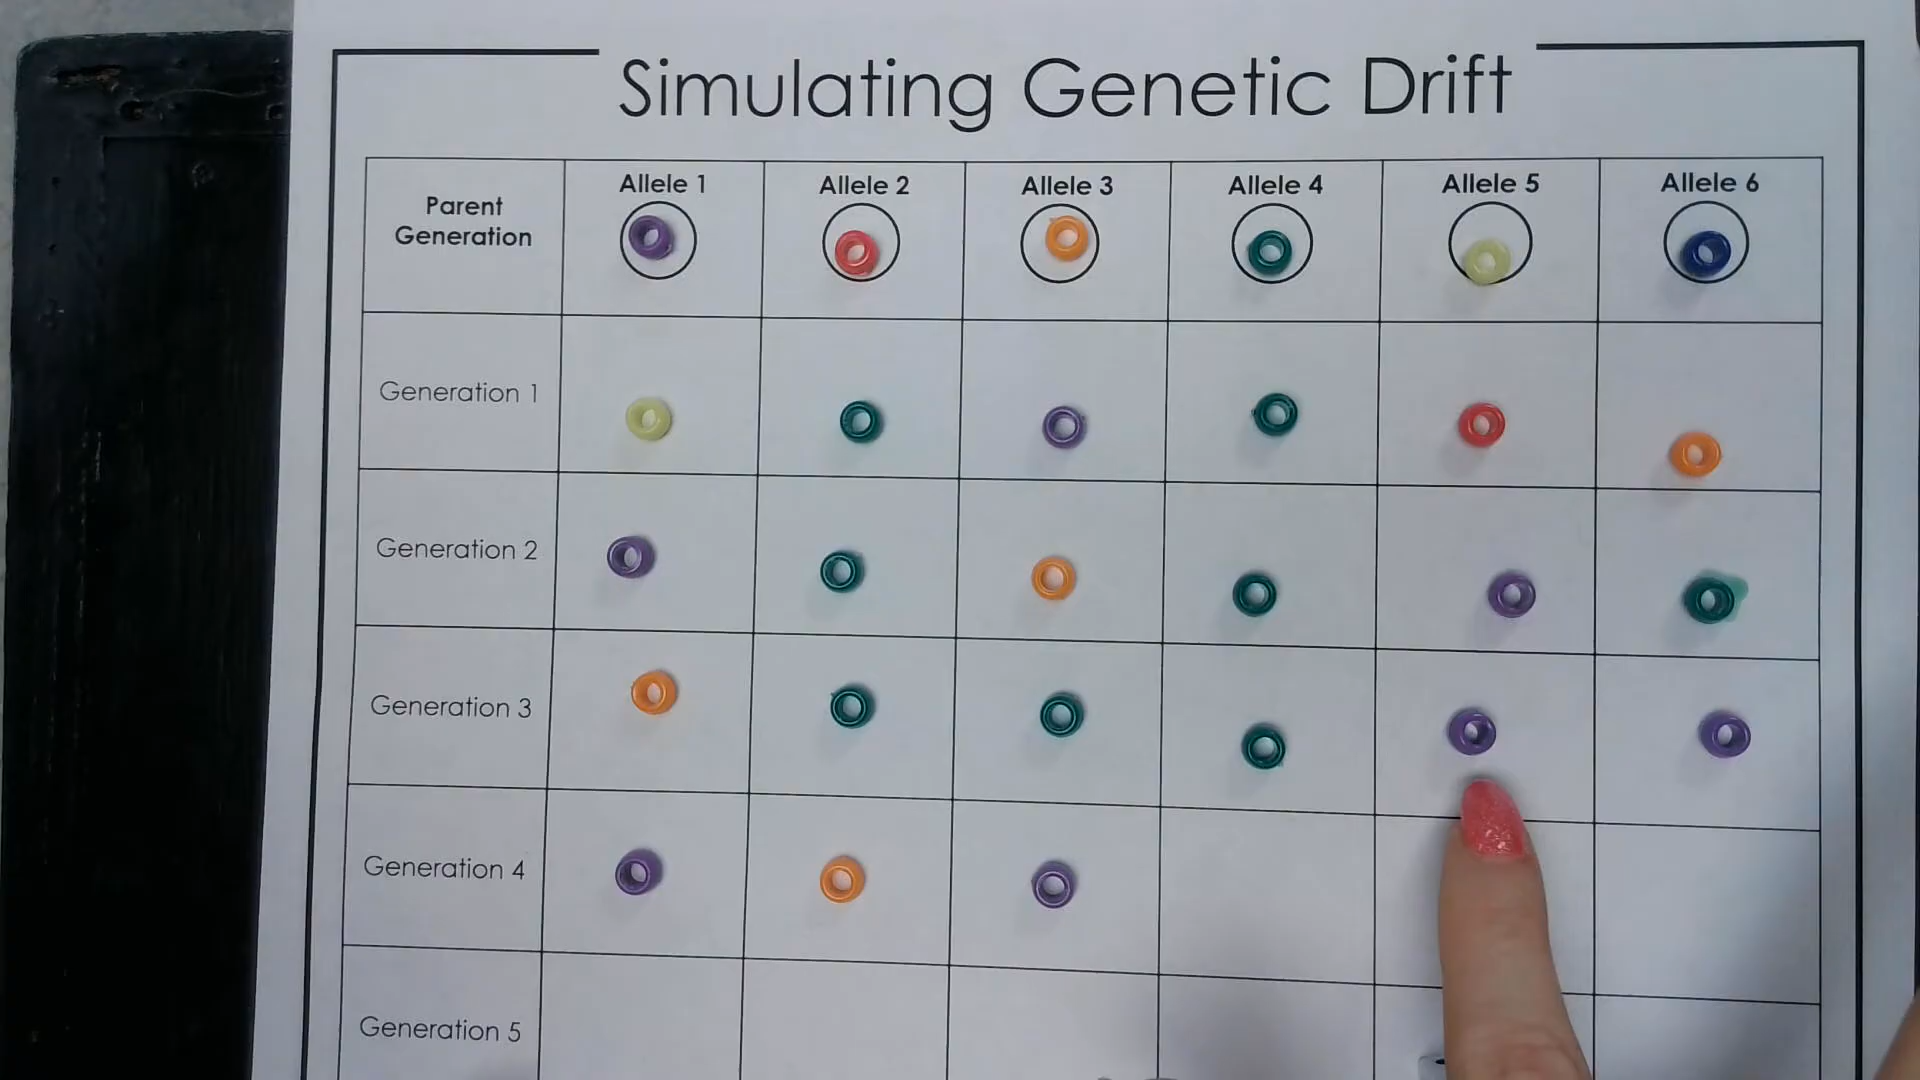 Simulating Genetic Drift
Parent
Generation
Allele 1
Allele 2
Allele 3
Allele 4
Allele 5
Allele 6
Generation 1
Generation 2
Generation 3
Generation 4
Generation 5